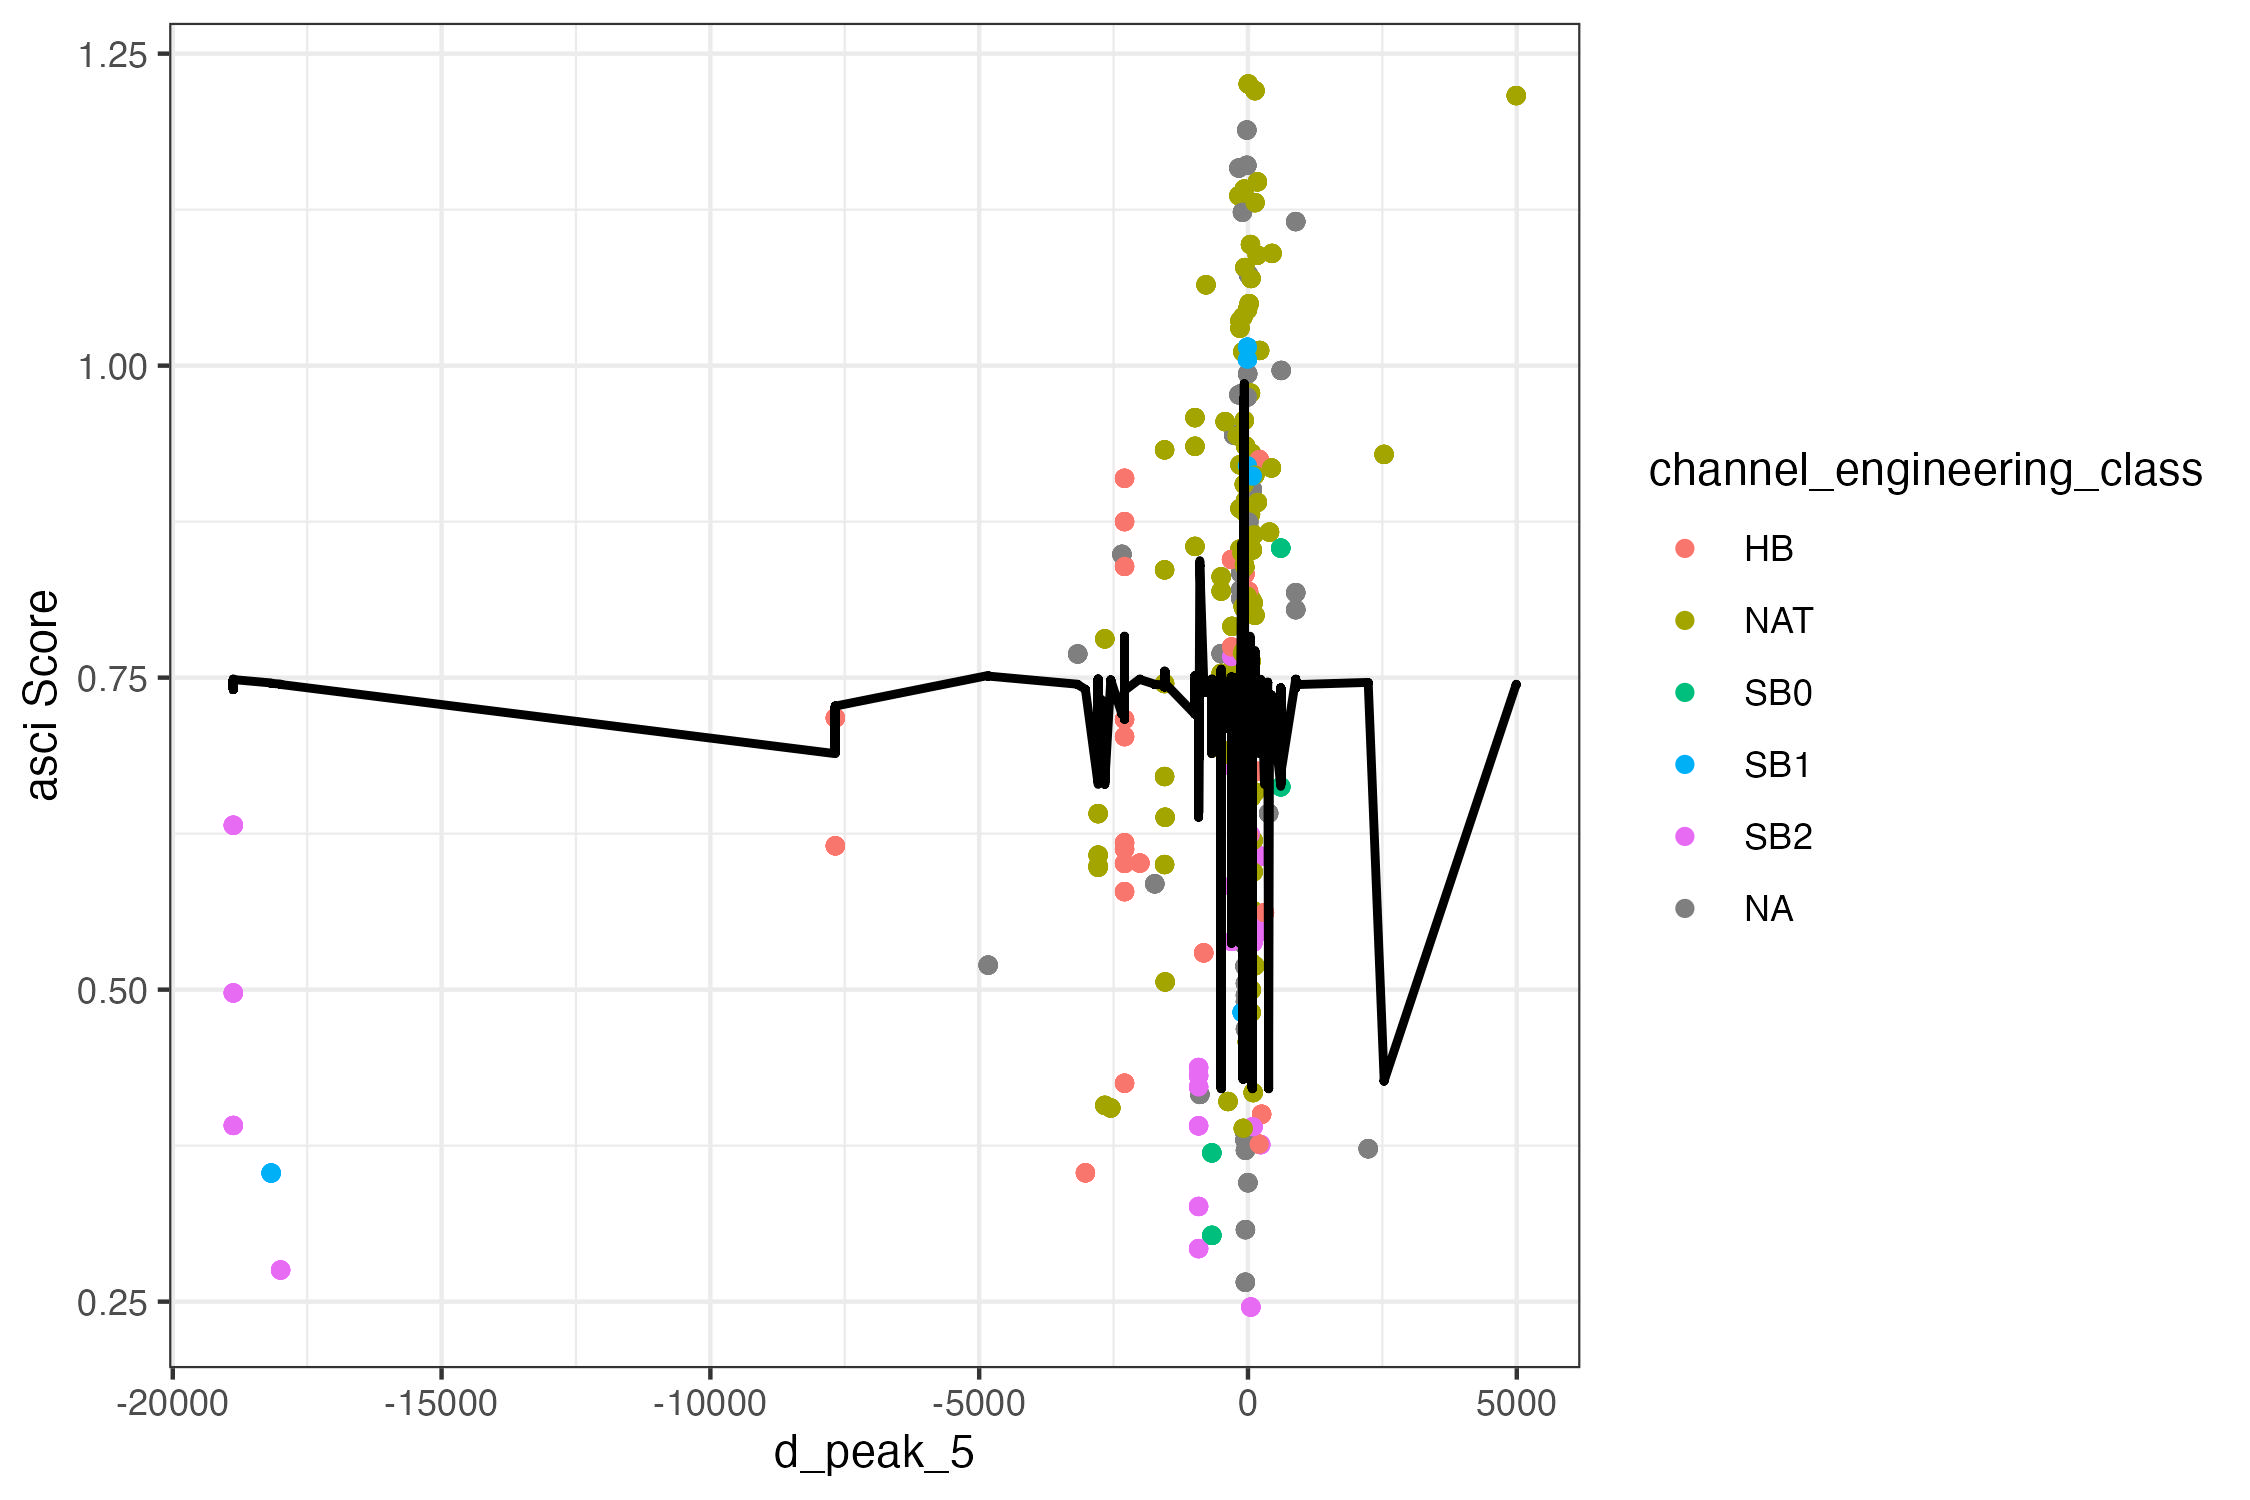 1.25
1.00
0.75
0.50
0.25
asci Score
-20000 -15000 -10000 -5000 0 5000
d_peak_5
channel_engineering_class
HB
NAT
SB0
SB1
SB2
NA